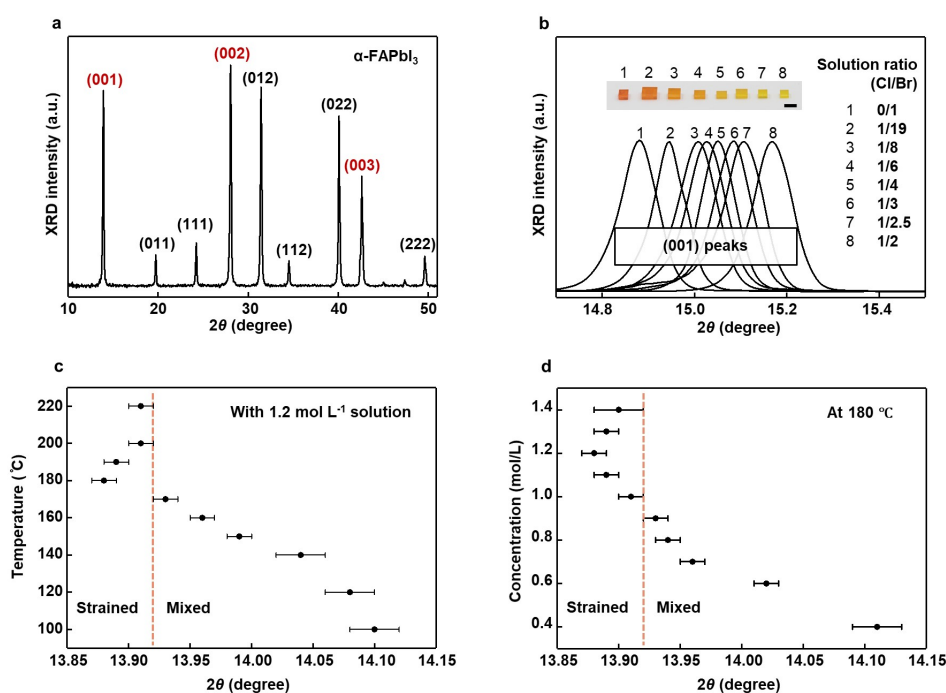 a
α-FAPbI₃
(001)
(002)
(012)
(022)
(003)
(111)
(011)
(112)
(222)
XRD intensity (a.u.)
10 20 30 40 50
2θ (degree)
b
1 2 3 4 5 6 7 8
Solution ratio
(Cl/Br)
1 0/1
2 1/19
3 1/8
4 1/6
5 1/4
6 1/3
7 1/2.5
8 1/2
1 2 3 4 5 6 7 8
(001) peaks
XRD intensity (a.u.)
14.8 15.0 15.2 15.4
2θ (degree)
c
With 1.2 mol L⁻¹ solution
Temperature (°C)
220
200
180
160
140
120
100
Strained Mixed
13.85 13.90 13.95 14.00 14.05 14.10 14.15
2θ (degree)
d
At 180 °C
Concentration (mol/L)
1.4
1.2
1.0
0.8
0.6
0.4
Strained Mixed
13.85 13.90 13.95 14.00 14.05 14.10 14.15
2θ (degree)